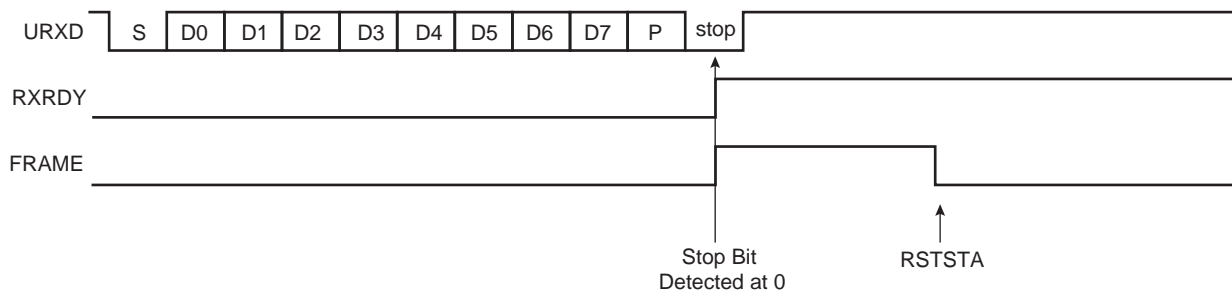 URXD S D0 D1 D2 D3 D4 D5 D6 D7 P stop
RXRDY
FRAME
Stop Bit
Detected at 0
RSTSTA